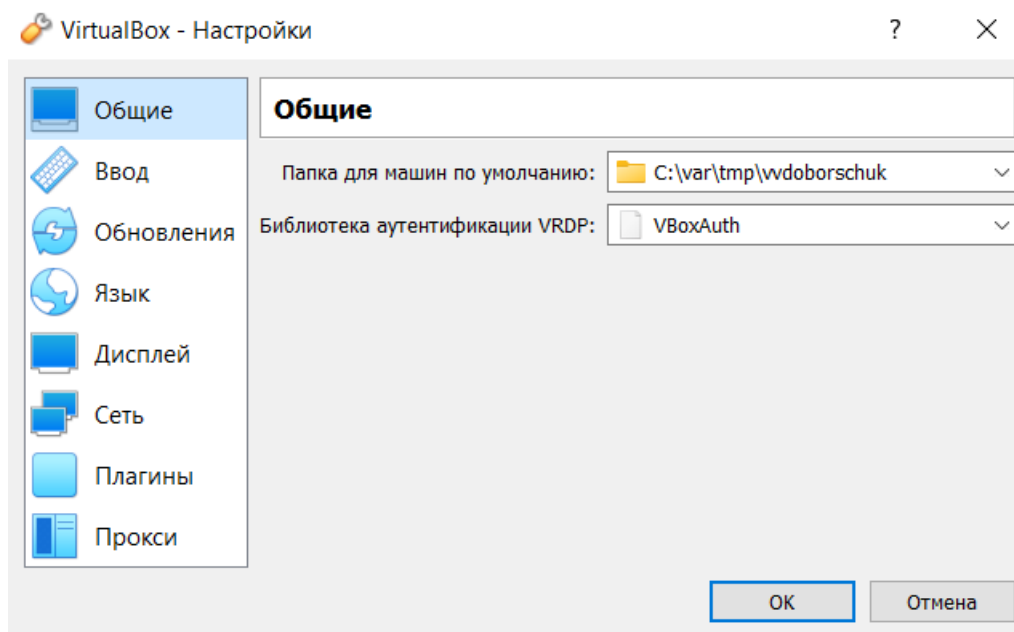 VirtualBox - Настройки
?
Общие
Ввод
Обновления
Язык
Дисплей
Сеть
Плагины
Прокси
Общие
Папка для машин по умолчанию: C:\var\tmp\vvdoborschuk
Библиотека аутентификации VRDP: VBoxAuth
OK
Отмена